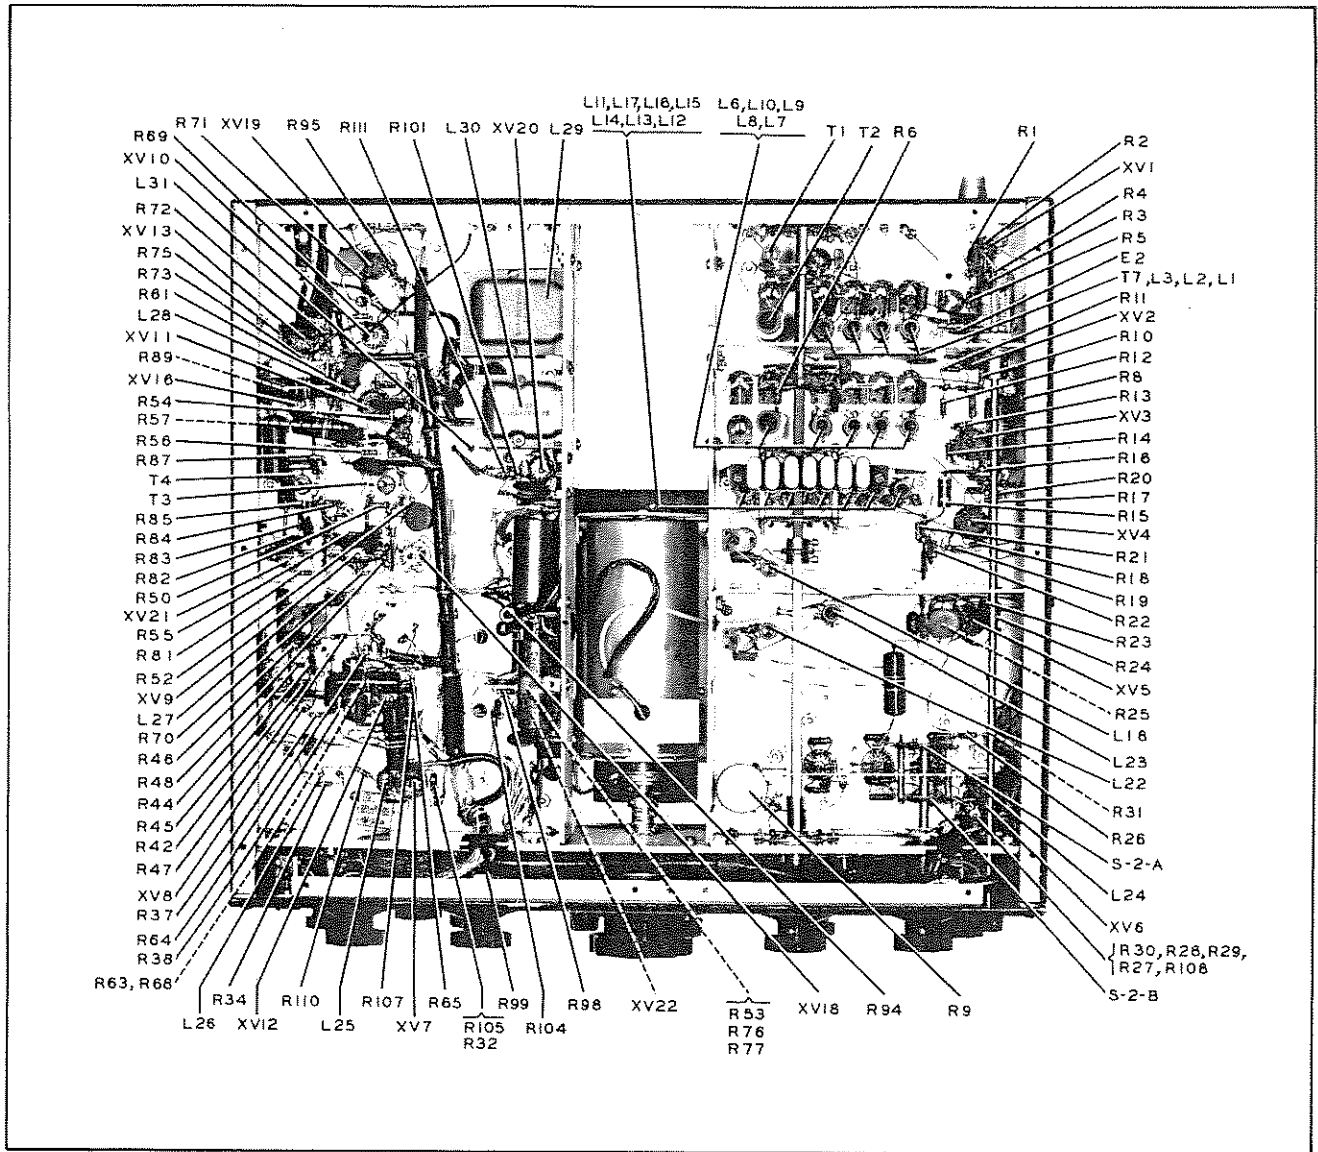 L11, L17, L16, L15
L14, L13, L12
L6, L10, L9
L8, L7
R69
R71
XV19
R95
R111
R101
L30
XV20
L29
T1
T2
R6
R1
XV10
L31
R72
XV13
R75
R73
R61
L28
XV11
R89
XV16
R54
R57
R56
R87
T4
T3
R85
R84
R83
R82
R50
XV21
R55
R81
R52
XV9
L27
R70
R46
R48
R44
R45
R42
R47
XV8
R37
R64
R38
R63, R68
R2
XV1
R4
R3
R5
E2
T7, L3, L2, L1
R11
XV2
R10
R12
R8
R13
XV3
R14
R16
R20
R17
R15
XV4
R21
R18
R19
R22
R23
R24
XV5
R25
L18
L23
L22
R31
R26
S-2-A
L24
XV6
R30, R28, R29,
R27, R108
S-2-B
L26
R34
XV12
R110
L25
R107
XV7
R65
R105
R32
R99
R104
R98
XV22
R53
R76
R77
XV18
R94
R9